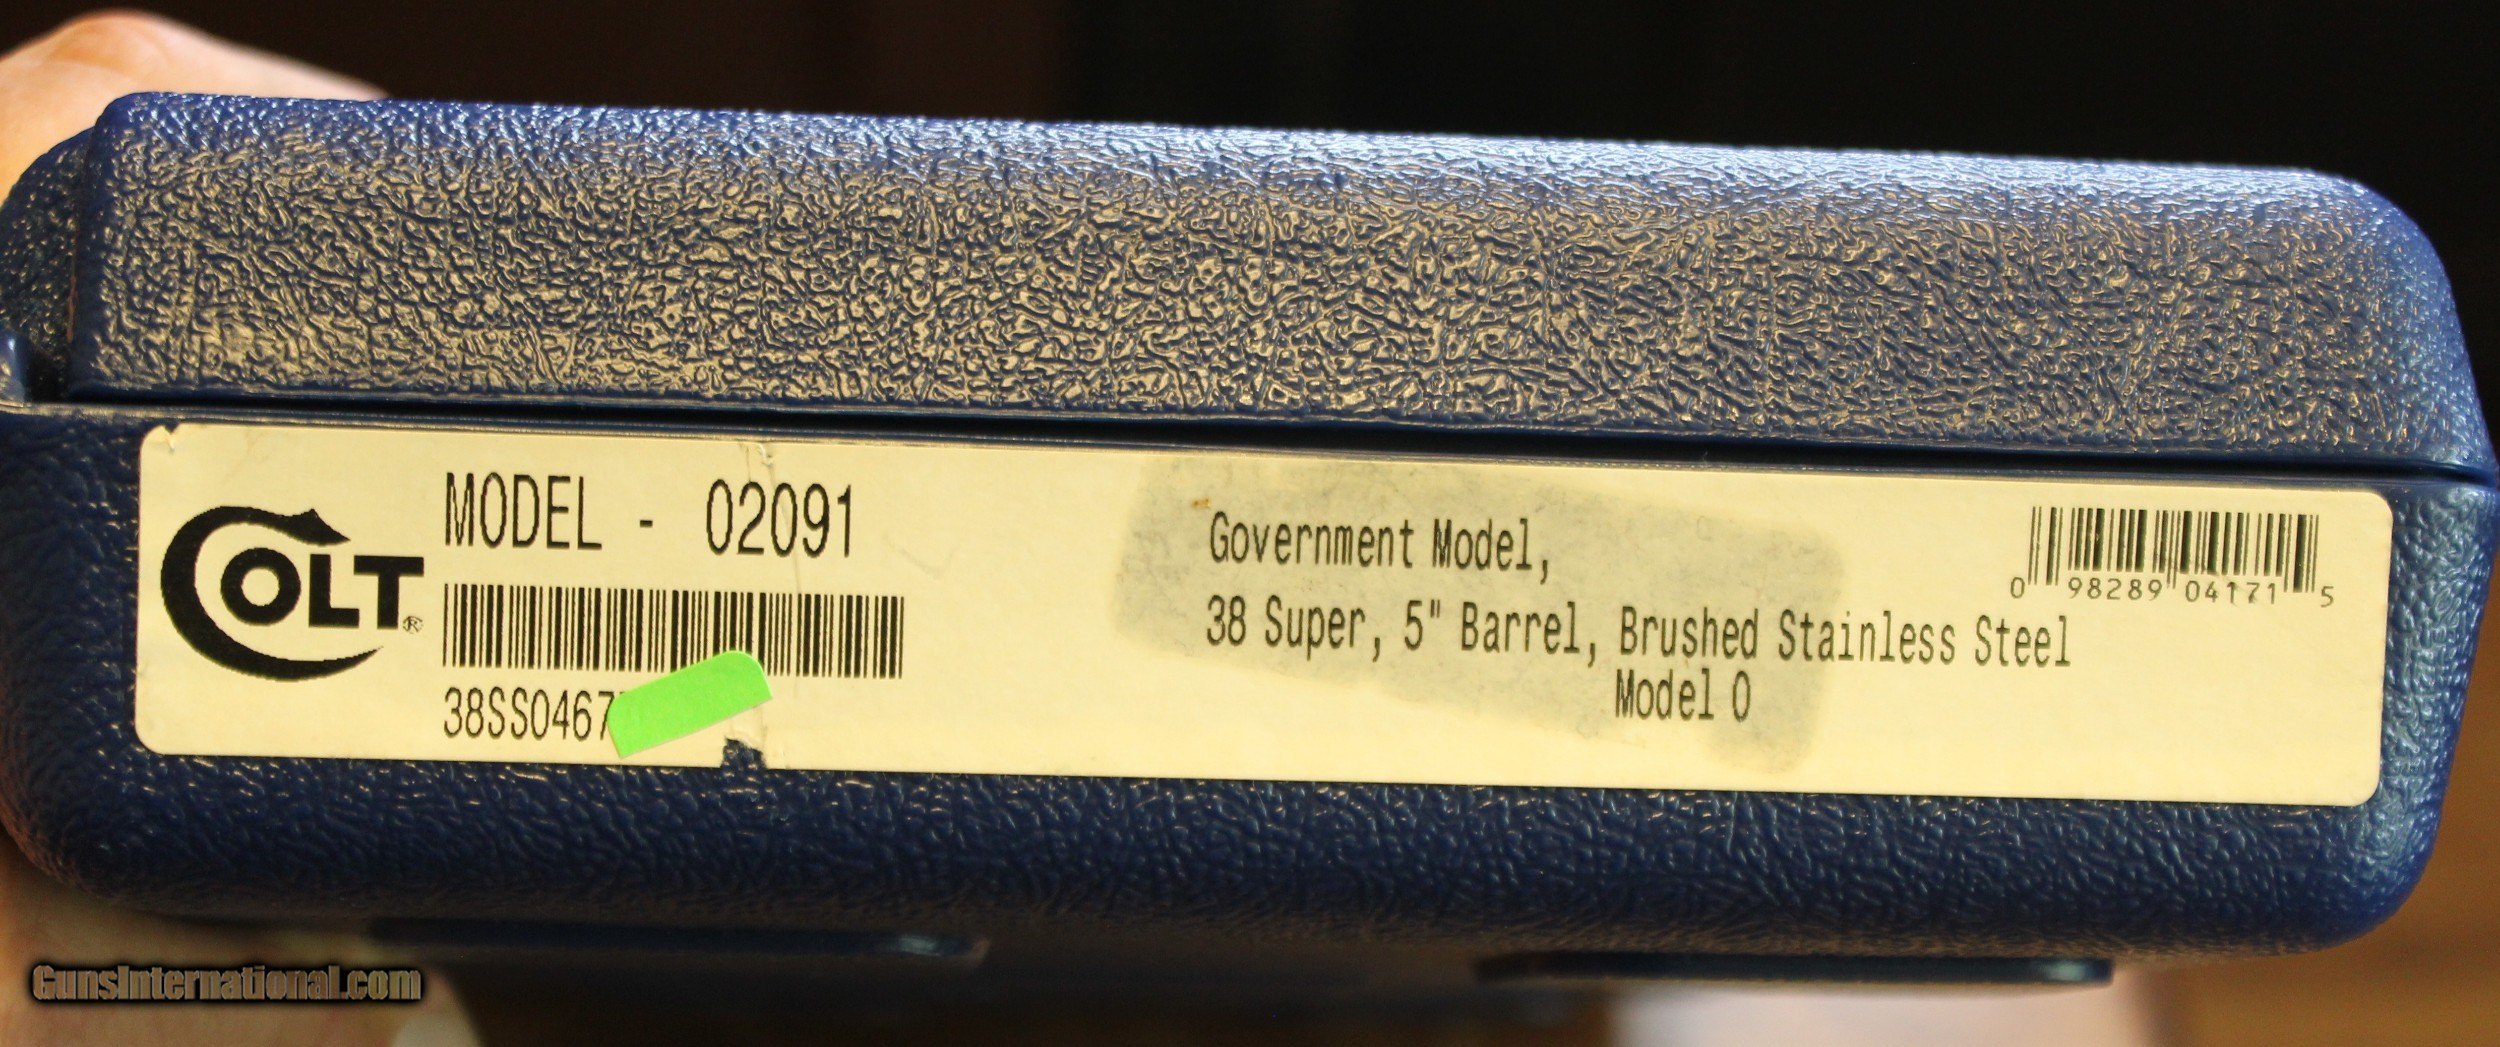 COLT®
MODEL - 02091
38SS0467
Government Model,
38 Super, 5" Barrel, Brushed Stainless Steel
Model O
0 98289 04171 5
GunsInternational.com